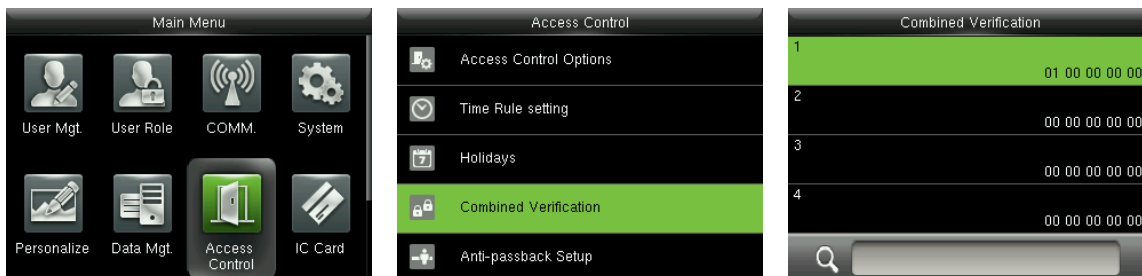 Main Menu
User Mgt.
User Role
COMM.
System
Personalize
Data Mgt.
Access Control
IC Card
Access Control
Access Control Options
Time Rule setting
7
Holidays
Combined Verification
Anti-passback Setup
Combined Verification
1
01 00 00 00 00
2
00 00 00 00 00
3
00 00 00 00 00
4
00 00 00 00 00